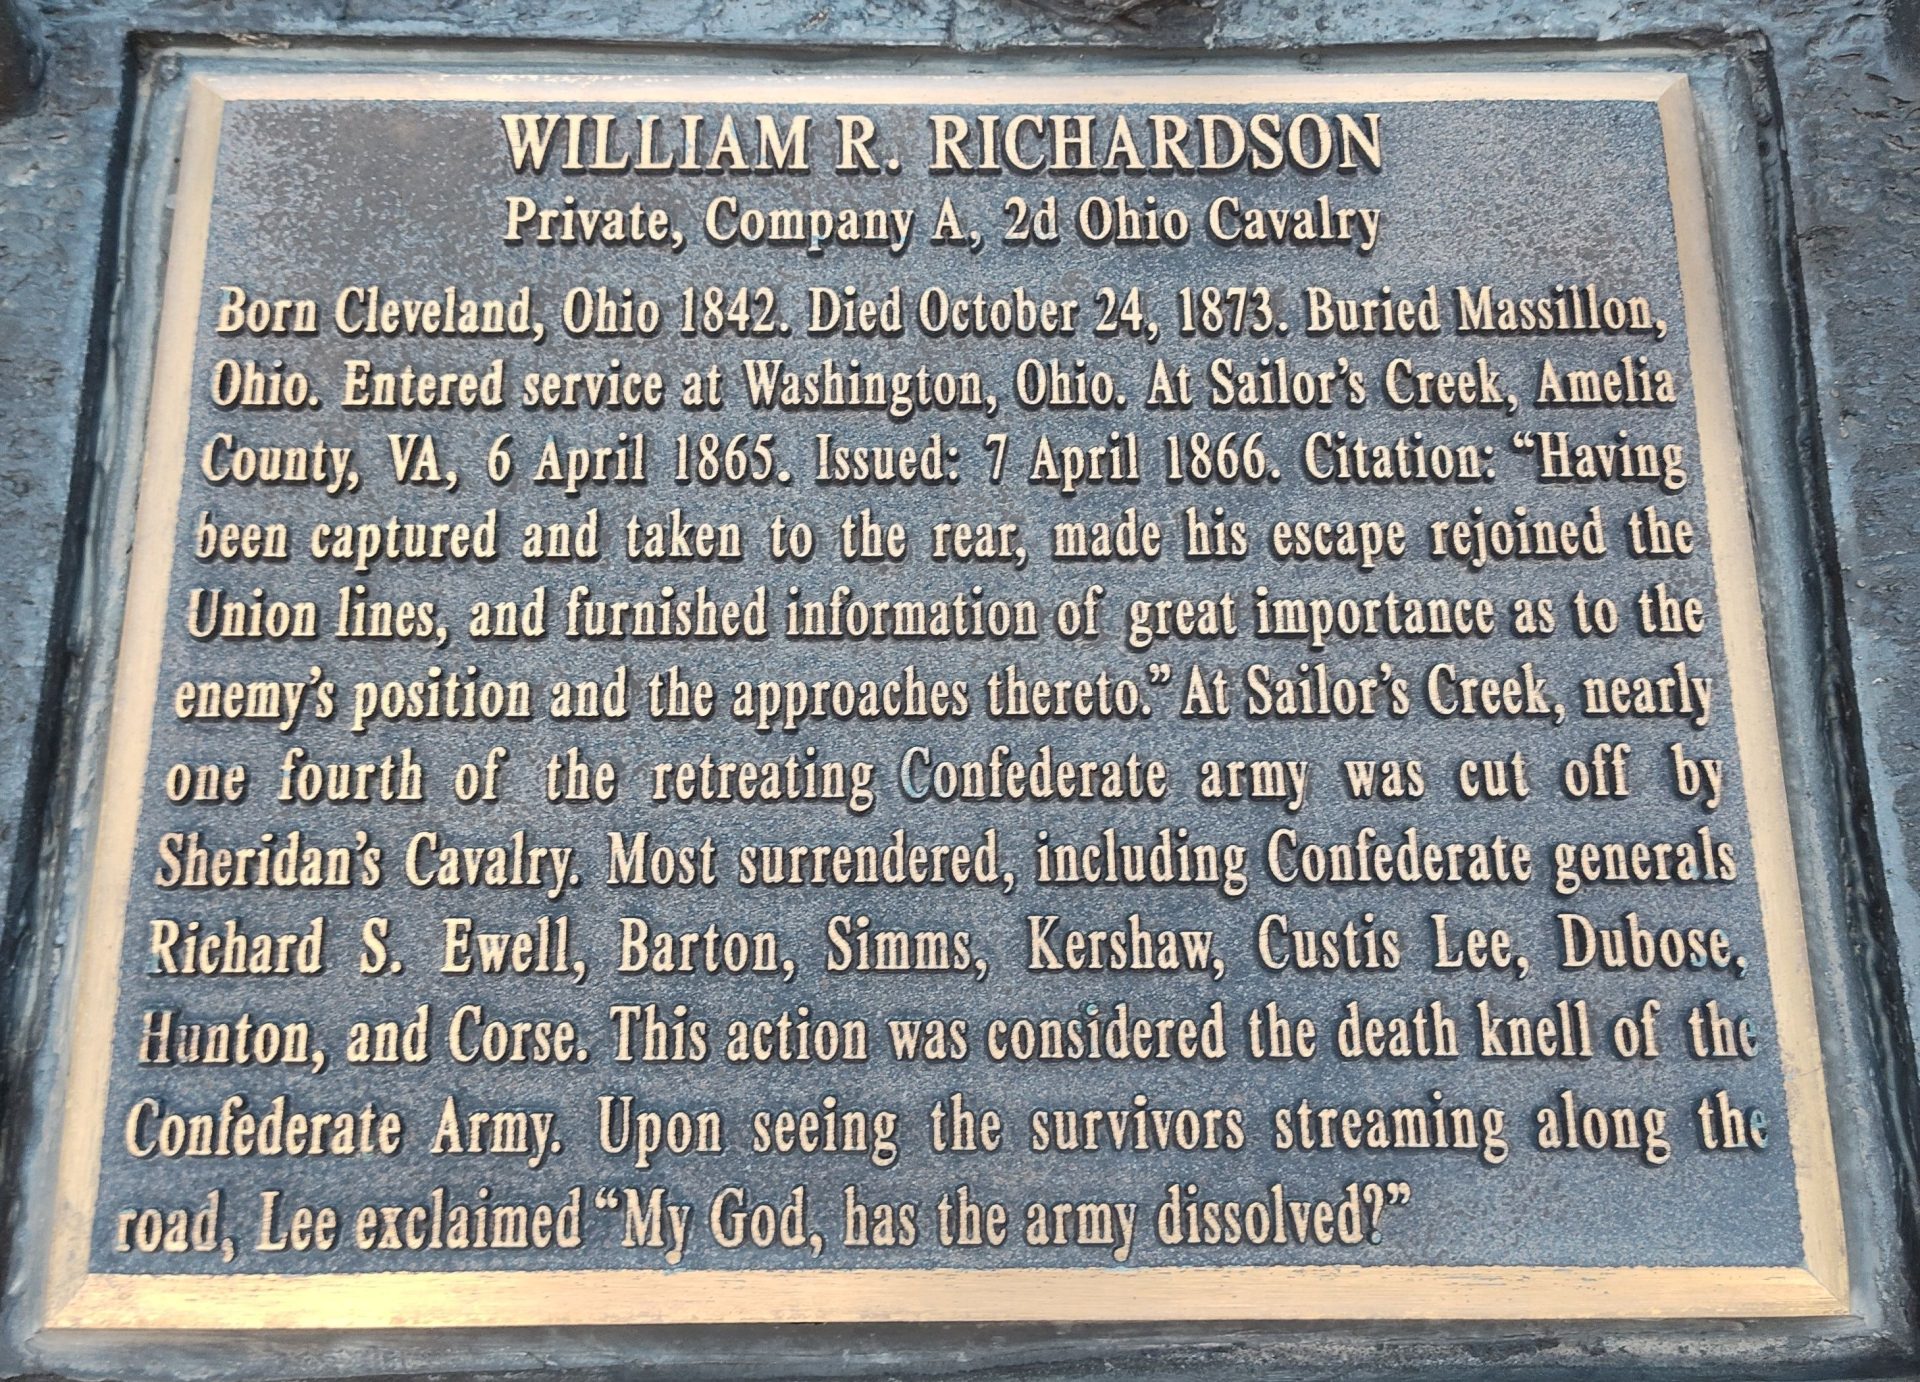 WILLIAM R. RICHARDSON
Private, Company A, 2d Ohio Cavalry
Born Cleveland, Ohio 1842. Died October 24, 1873. Buried Massillon,
Ohio. Entered service at Washington, Ohio. At Sailor's Creek, Amelia
County, VA, 6 April 1865. Issued: 7 April 1866. Citation: “Having
been captured and taken to the rear, made his escape rejoined the
Union lines, and furnished information of great importance as to the
enemy's position and the approaches thereto.” At Sailor's Creek, nearly
one fourth of the retreating Confederate army was cut off by
Sheridan's Cavalry. Most surrendered, including Confederate generals
Richard S. Ewell, Barton, Simms, Kershaw, Custis Lee, Dubose,
Hunton, and Corse. This action was considered the death knell of the
Confederate Army. Upon seeing the survivors streaming along the
road, Lee exclaimed “My God, has the army dissolved?”